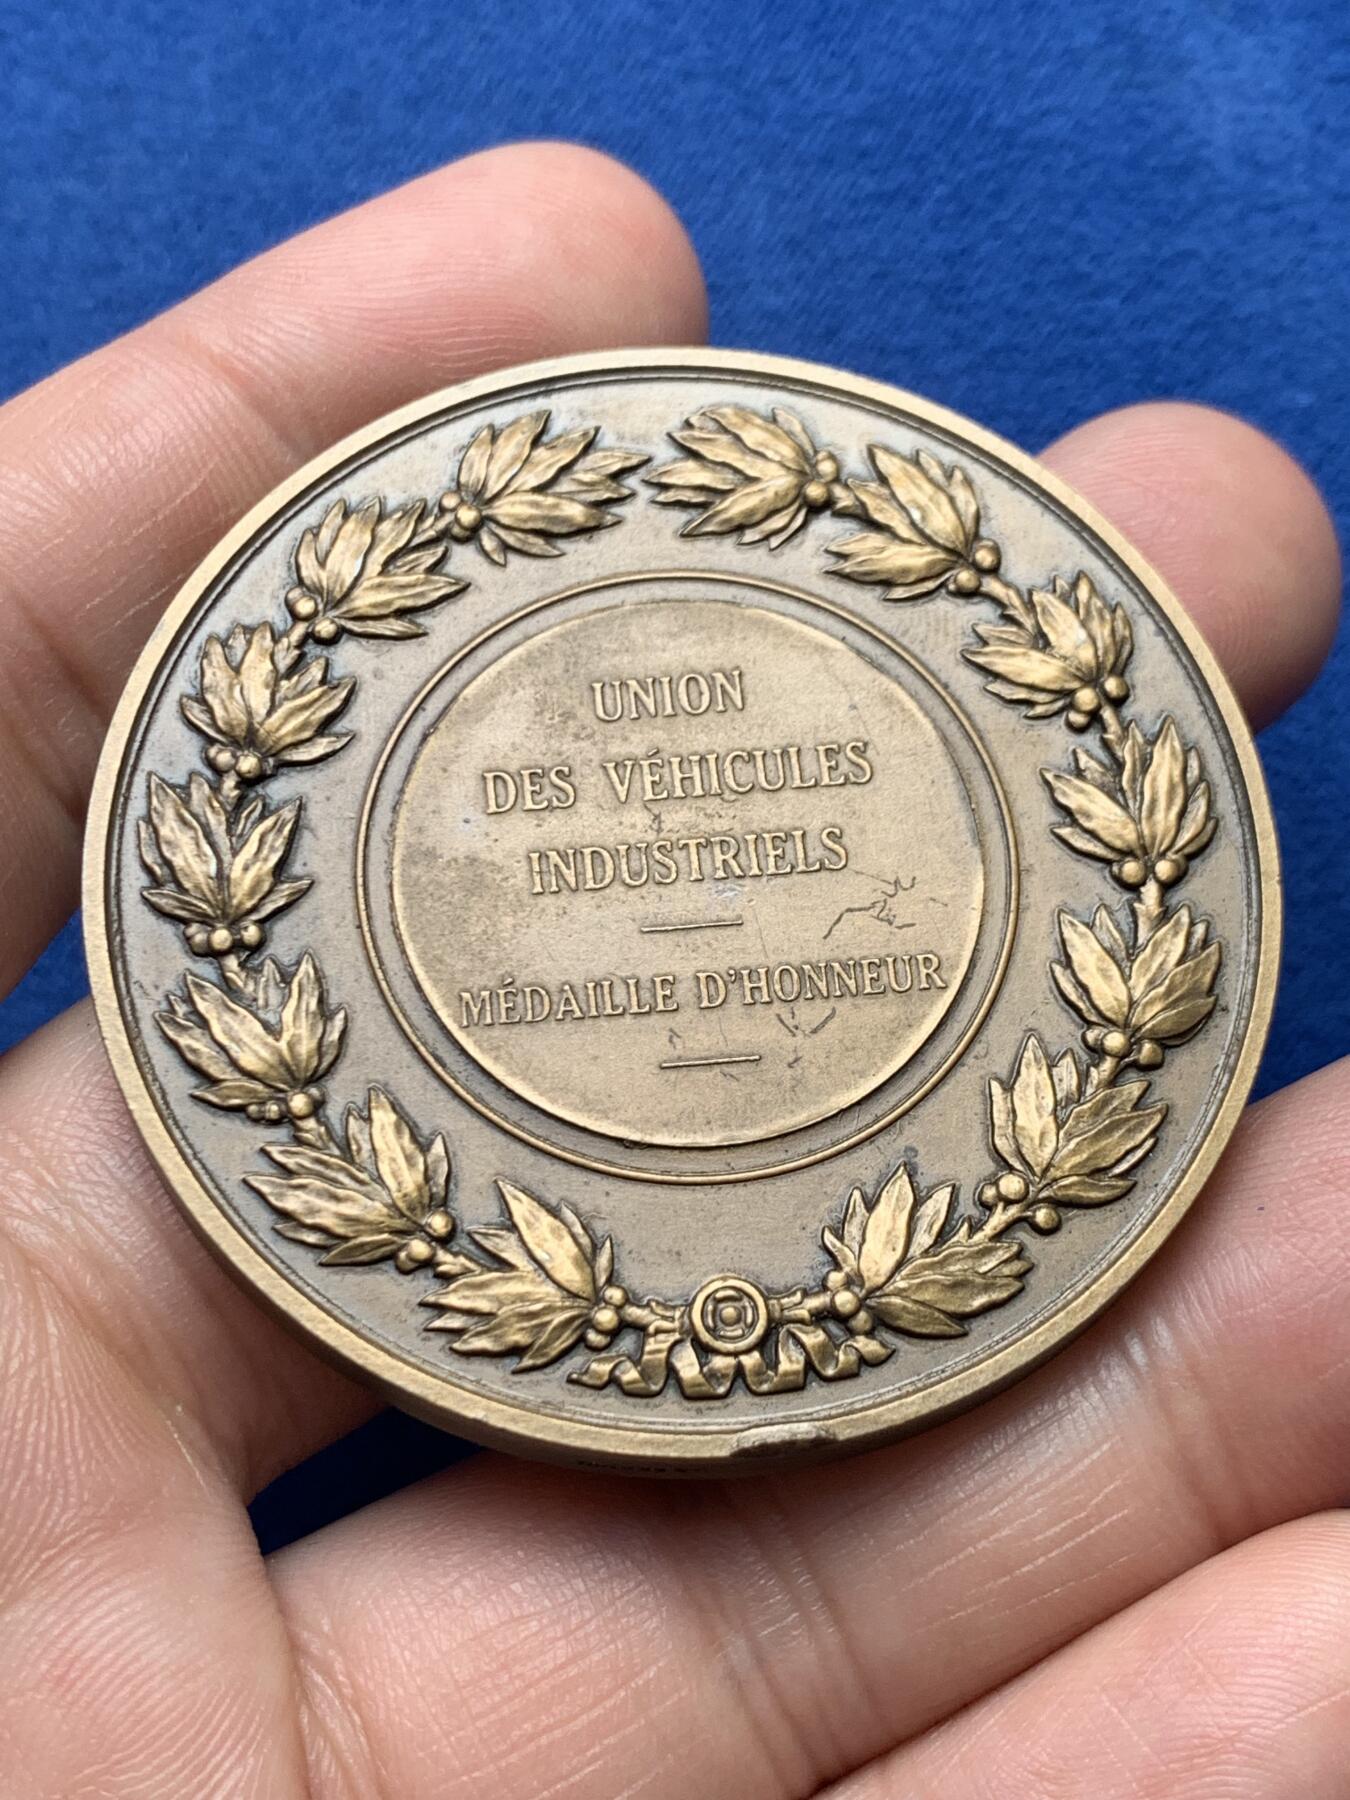 UNION
DES VÉHICULES
INDUSTRIELS
MÉDAILLE D'HONNEUR